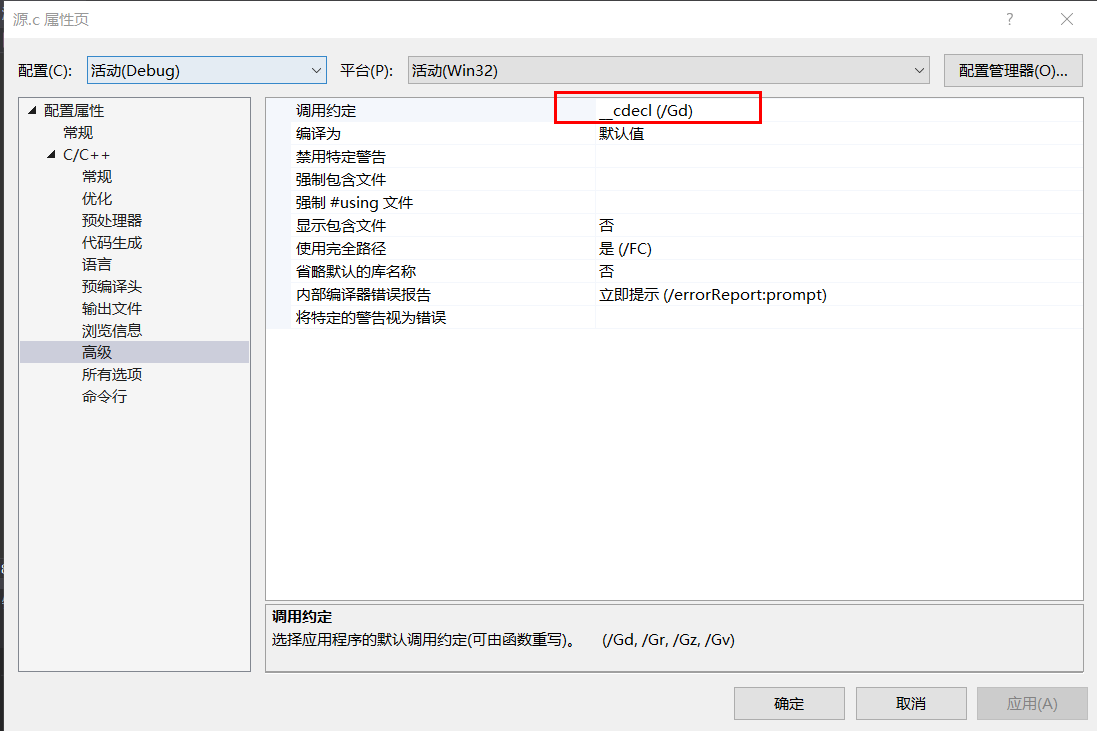 源.c 属性页
配置(C): 活动(Debug) 平台(P): 活动(Win32) 配置管理器(O)...
配置属性
常规
C/C++
常规
优化
预处理器
代码生成
语言
预编译头
输出文件
浏览信息
高级
所有选项
命令行
调用约定 __cdecl (/Gd)
编译为 默认值
禁用特定警告
强制包含文件
强制 #using 文件
显示包含文件 否
使用完全路径 是 (/FC)
省略默认的库名称 否
内部编译器错误报告 立即提示 (/errorReport:prompt)
将特定的警告视为错误
调用约定
选择应用程序的默认调用约定(可由函数重写)。 (/Gd, /Gr, /Gz, /Gv)
确定 取消 应用(A)